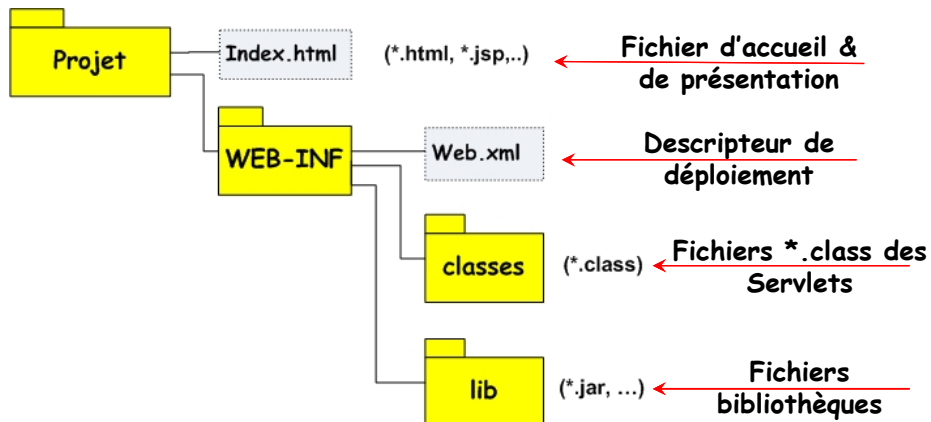 Projet
Index.html
(*.html, *.jsp,..)
Fichier d'accueil &
de présentation
WEB-INF
Web.xml
Descripteur de
déploiement
classes
(*.class)
Fichiers *.class des
Servlets
lib
(*.jar, ...)
Fichiers
bibliothèques